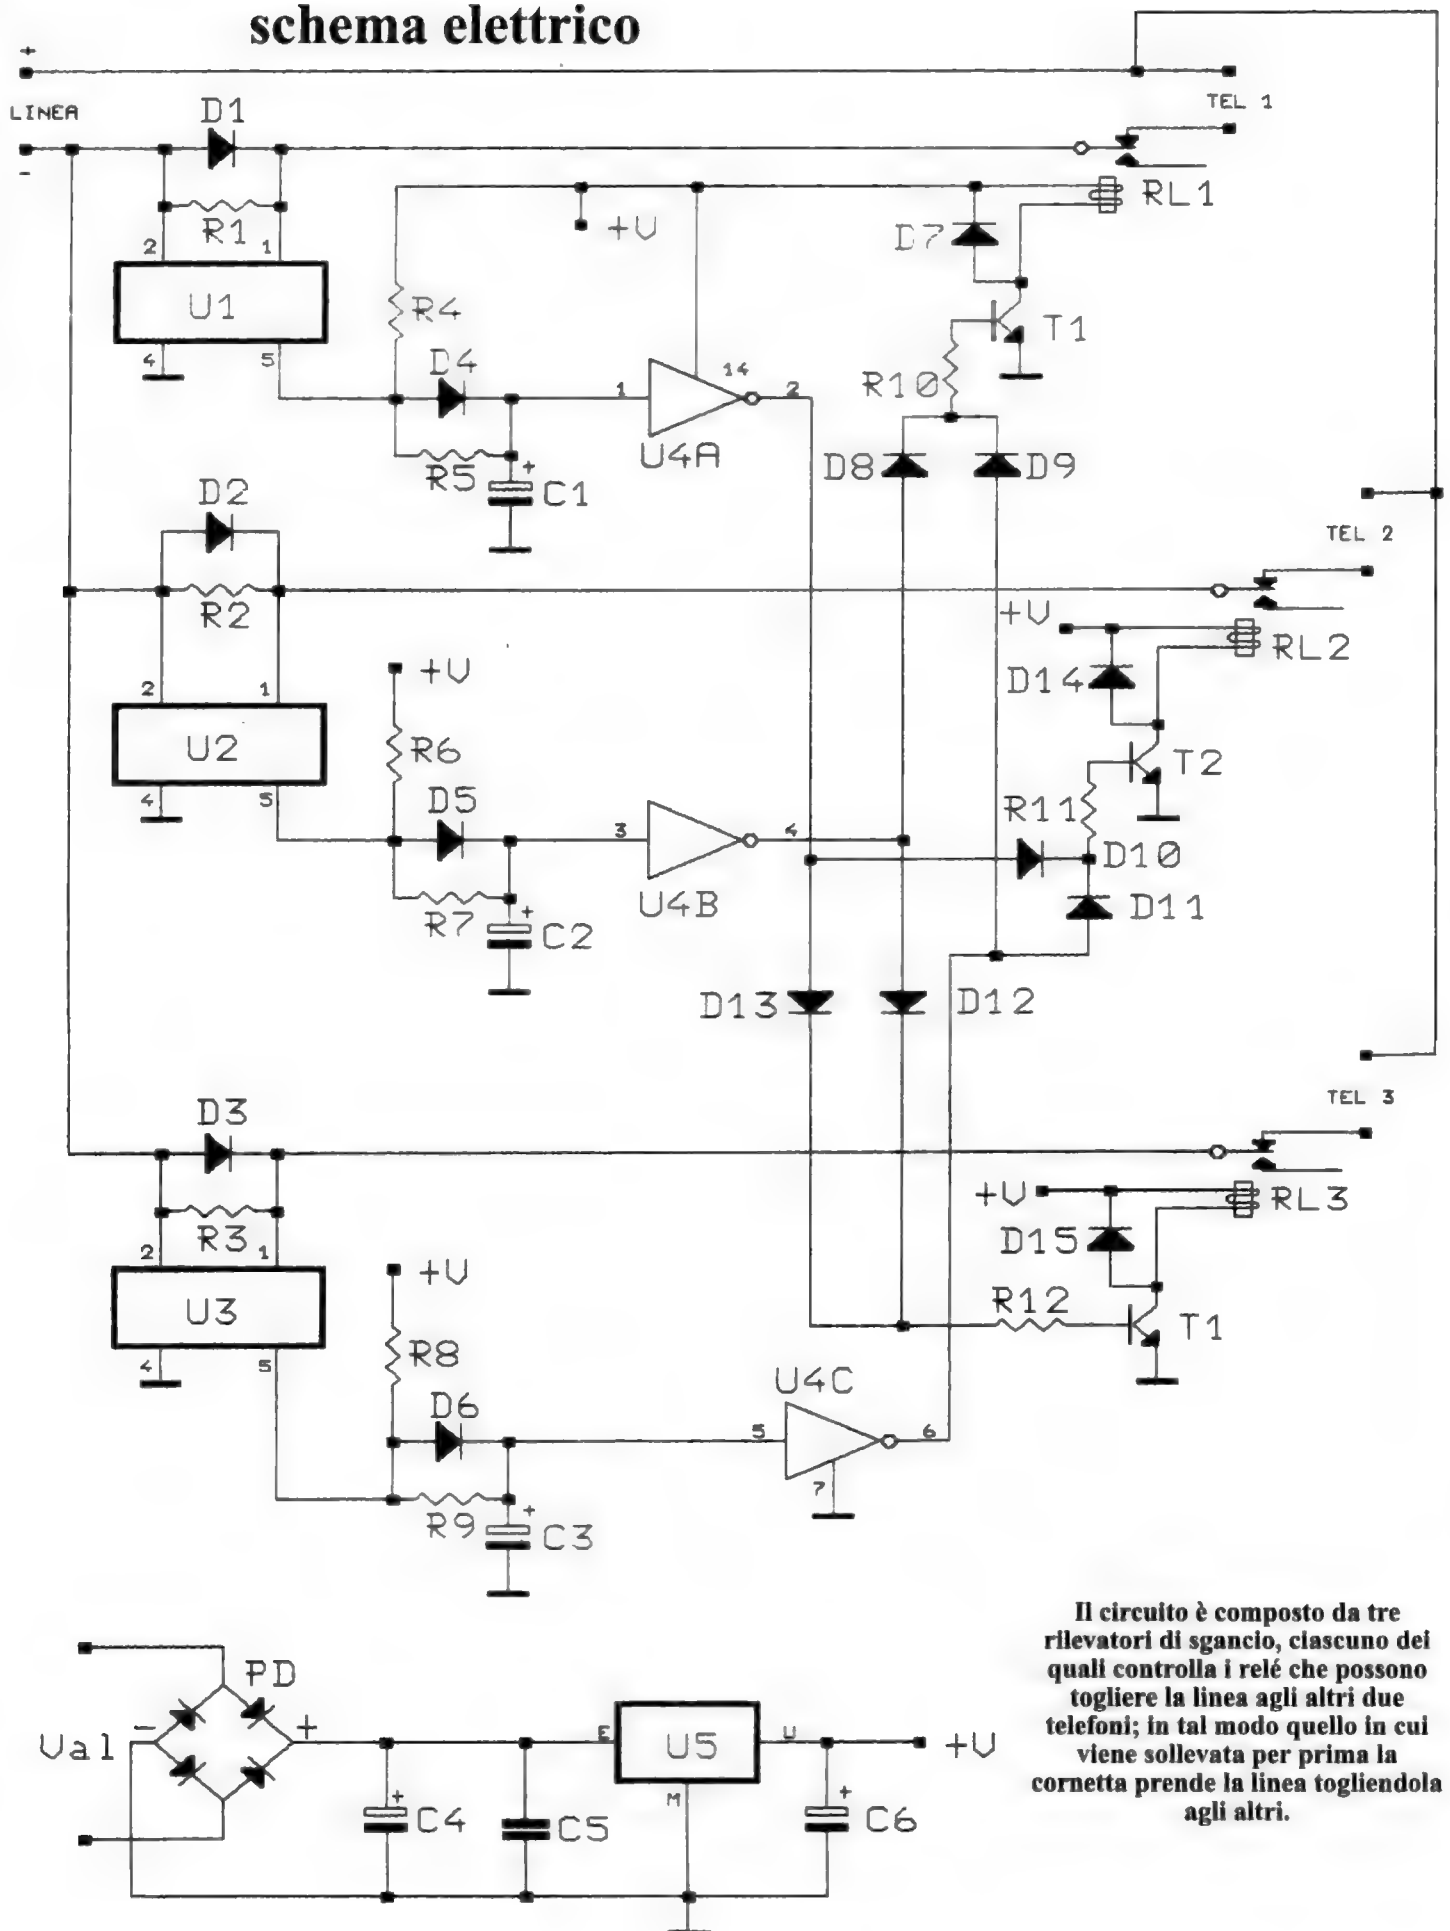 schema elettrico
+
LINEA
-
D1
TEL 1
R1
2
1
U1
4
5
+V
RL1
D7
R4
T1
D4
1
14
2
R10
U4A
R5
+
C1
D8
D9
D2
TEL 2
R2
+V
RL2
2
1
+V
D14
U2
R6
T2
4
5
D5
R11
3
4
D10
U4B
R7
+
C2
D11
D13
D12
D3
TEL 3
R3
2
1
+V
RL3
+V
D15
U3
R12
4
5
R8
T1
U4C
D6
5
6
7
R9
+
C3
PD
-
+
Val
E
U5
U
+V
M
+
C4
C5
+
C6
Il circuito è composto da tre
rilevatori di sgancio, ciascuno dei
quali controlla i relé che possono
togliere la linea agli altri due
telefoni; in tal modo quello in cui
viene sollevata per prima la
cornetta prende la linea togliendola
agli altri.